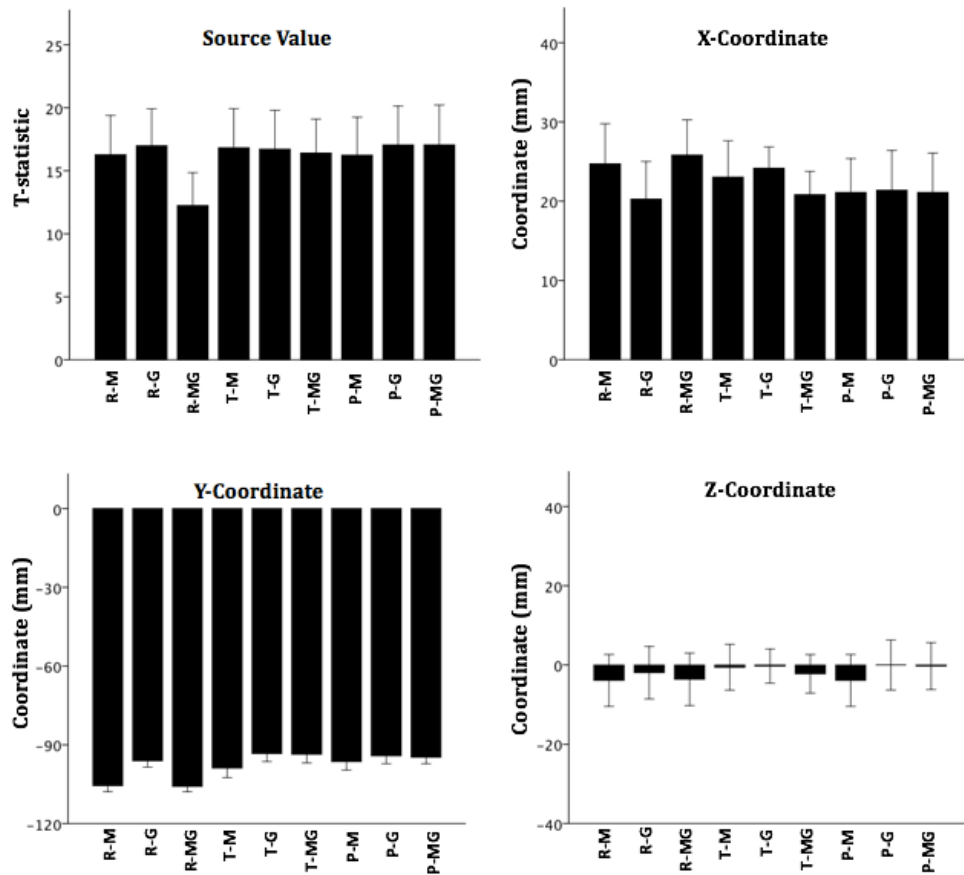 Source Value
T-statistic
25
20
15
10
5
0
R-M R-G R-MG T-M T-G T-MG P-M P-G P-MG
X-Coordinate
Coordinate (mm)
40
30
20
10
0
R-M R-G R-MG T-M T-G T-MG P-M P-G P-MG
Y-Coordinate
Coordinate (mm)
0
-30
-60
-90
-120
R-M R-G R-MG T-M T-G T-MG P-M P-G P-MG
Z-Coordinate
Coordinate (mm)
40
20
0
-20
-40
R-M R-G R-MG T-M T-G T-MG P-M P-G P-MG